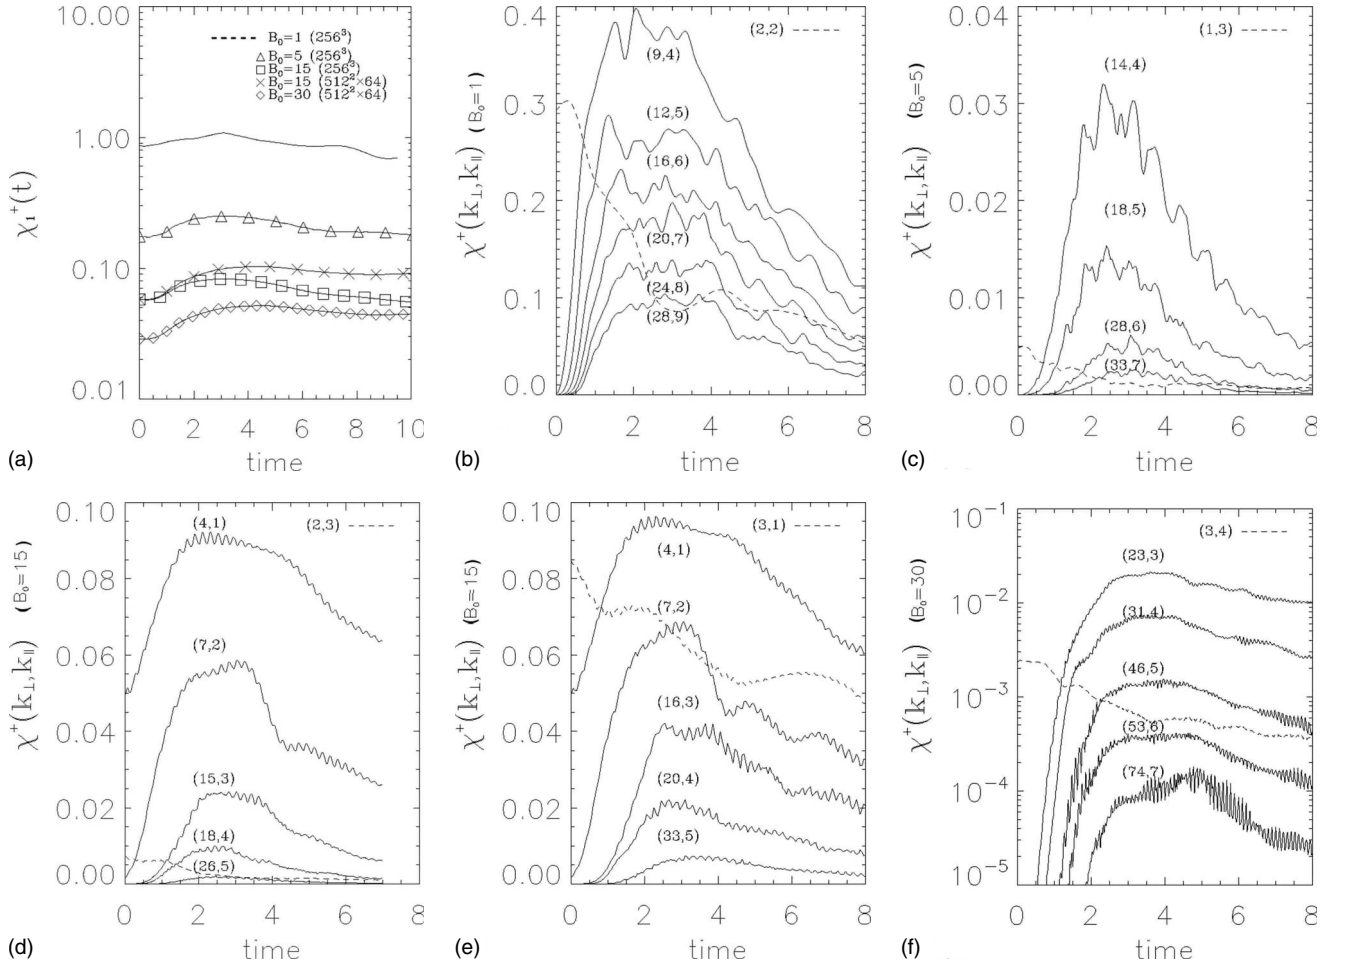 10.00
1.00
0.10
0.01
χ₁⁺(t)
B₀=1 (256³)
B₀=5 (256³)
B₀=15 (256³)
B₀=15 (512²×64)
B₀=30 (512²×64)
0 2 4 6 8 10
time
(a)
0.4
0.3
0.2
0.1
0.0
χ⁺(k⊥,k∥) (B₀=1)
(2,2)
(9,4)
(12,5)
(16,6)
(20,7)
(24,8)
(28,9)
0 2 4 6 8
time
(b)
0.04
0.03
0.02
0.01
0.00
χ⁺(k⊥,k∥) (B₀=5)
(1,3)
(14,4)
(18,5)
(28,6)
(33,7)
0 2 4 6 8
time
(c)
0.10
0.08
0.06
0.04
0.02
0.00
χ⁺(k⊥,k∥) (B₀=15)
(4,1)
(2,3)
(7,2)
(15,3)
(18,4)
(26,5)
0 2 4 6 8
time
(d)
0.10
0.08
0.06
0.04
0.02
0.00
χ⁺(k⊥,k∥) (B₀=15)
(3,1)
(4,1)
(7,2)
(16,3)
(20,4)
(33,5)
0 2 4 6 8
time
(e)
10⁻¹
10⁻²
10⁻³
10⁻⁴
10⁻⁵
χ⁺(k⊥,k∥) (B₀=30)
(3,4)
(23,3)
(31,4)
(46,5)
(53,6)
(74,7)
0 2 4 6 8
time
(f)